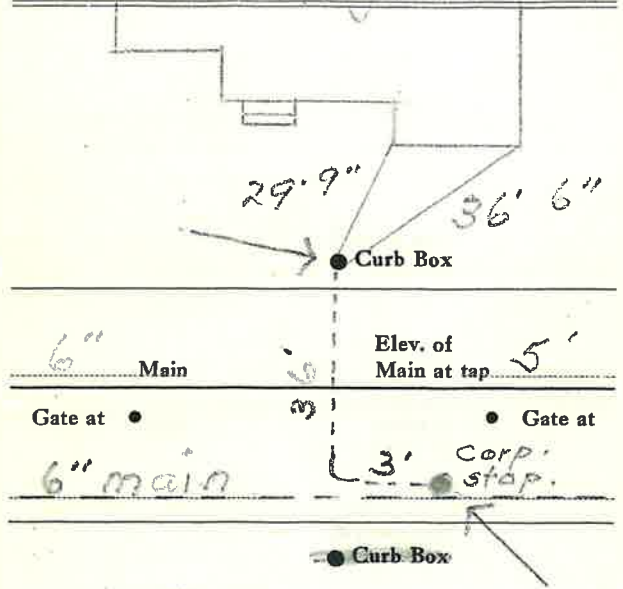 29' 9"
36' 6"
Curb Box
6" Main
Elev. of
Main at tap 5'
Gate at
Gate at
3'
Corp.
stop.
6" main
Curb Box